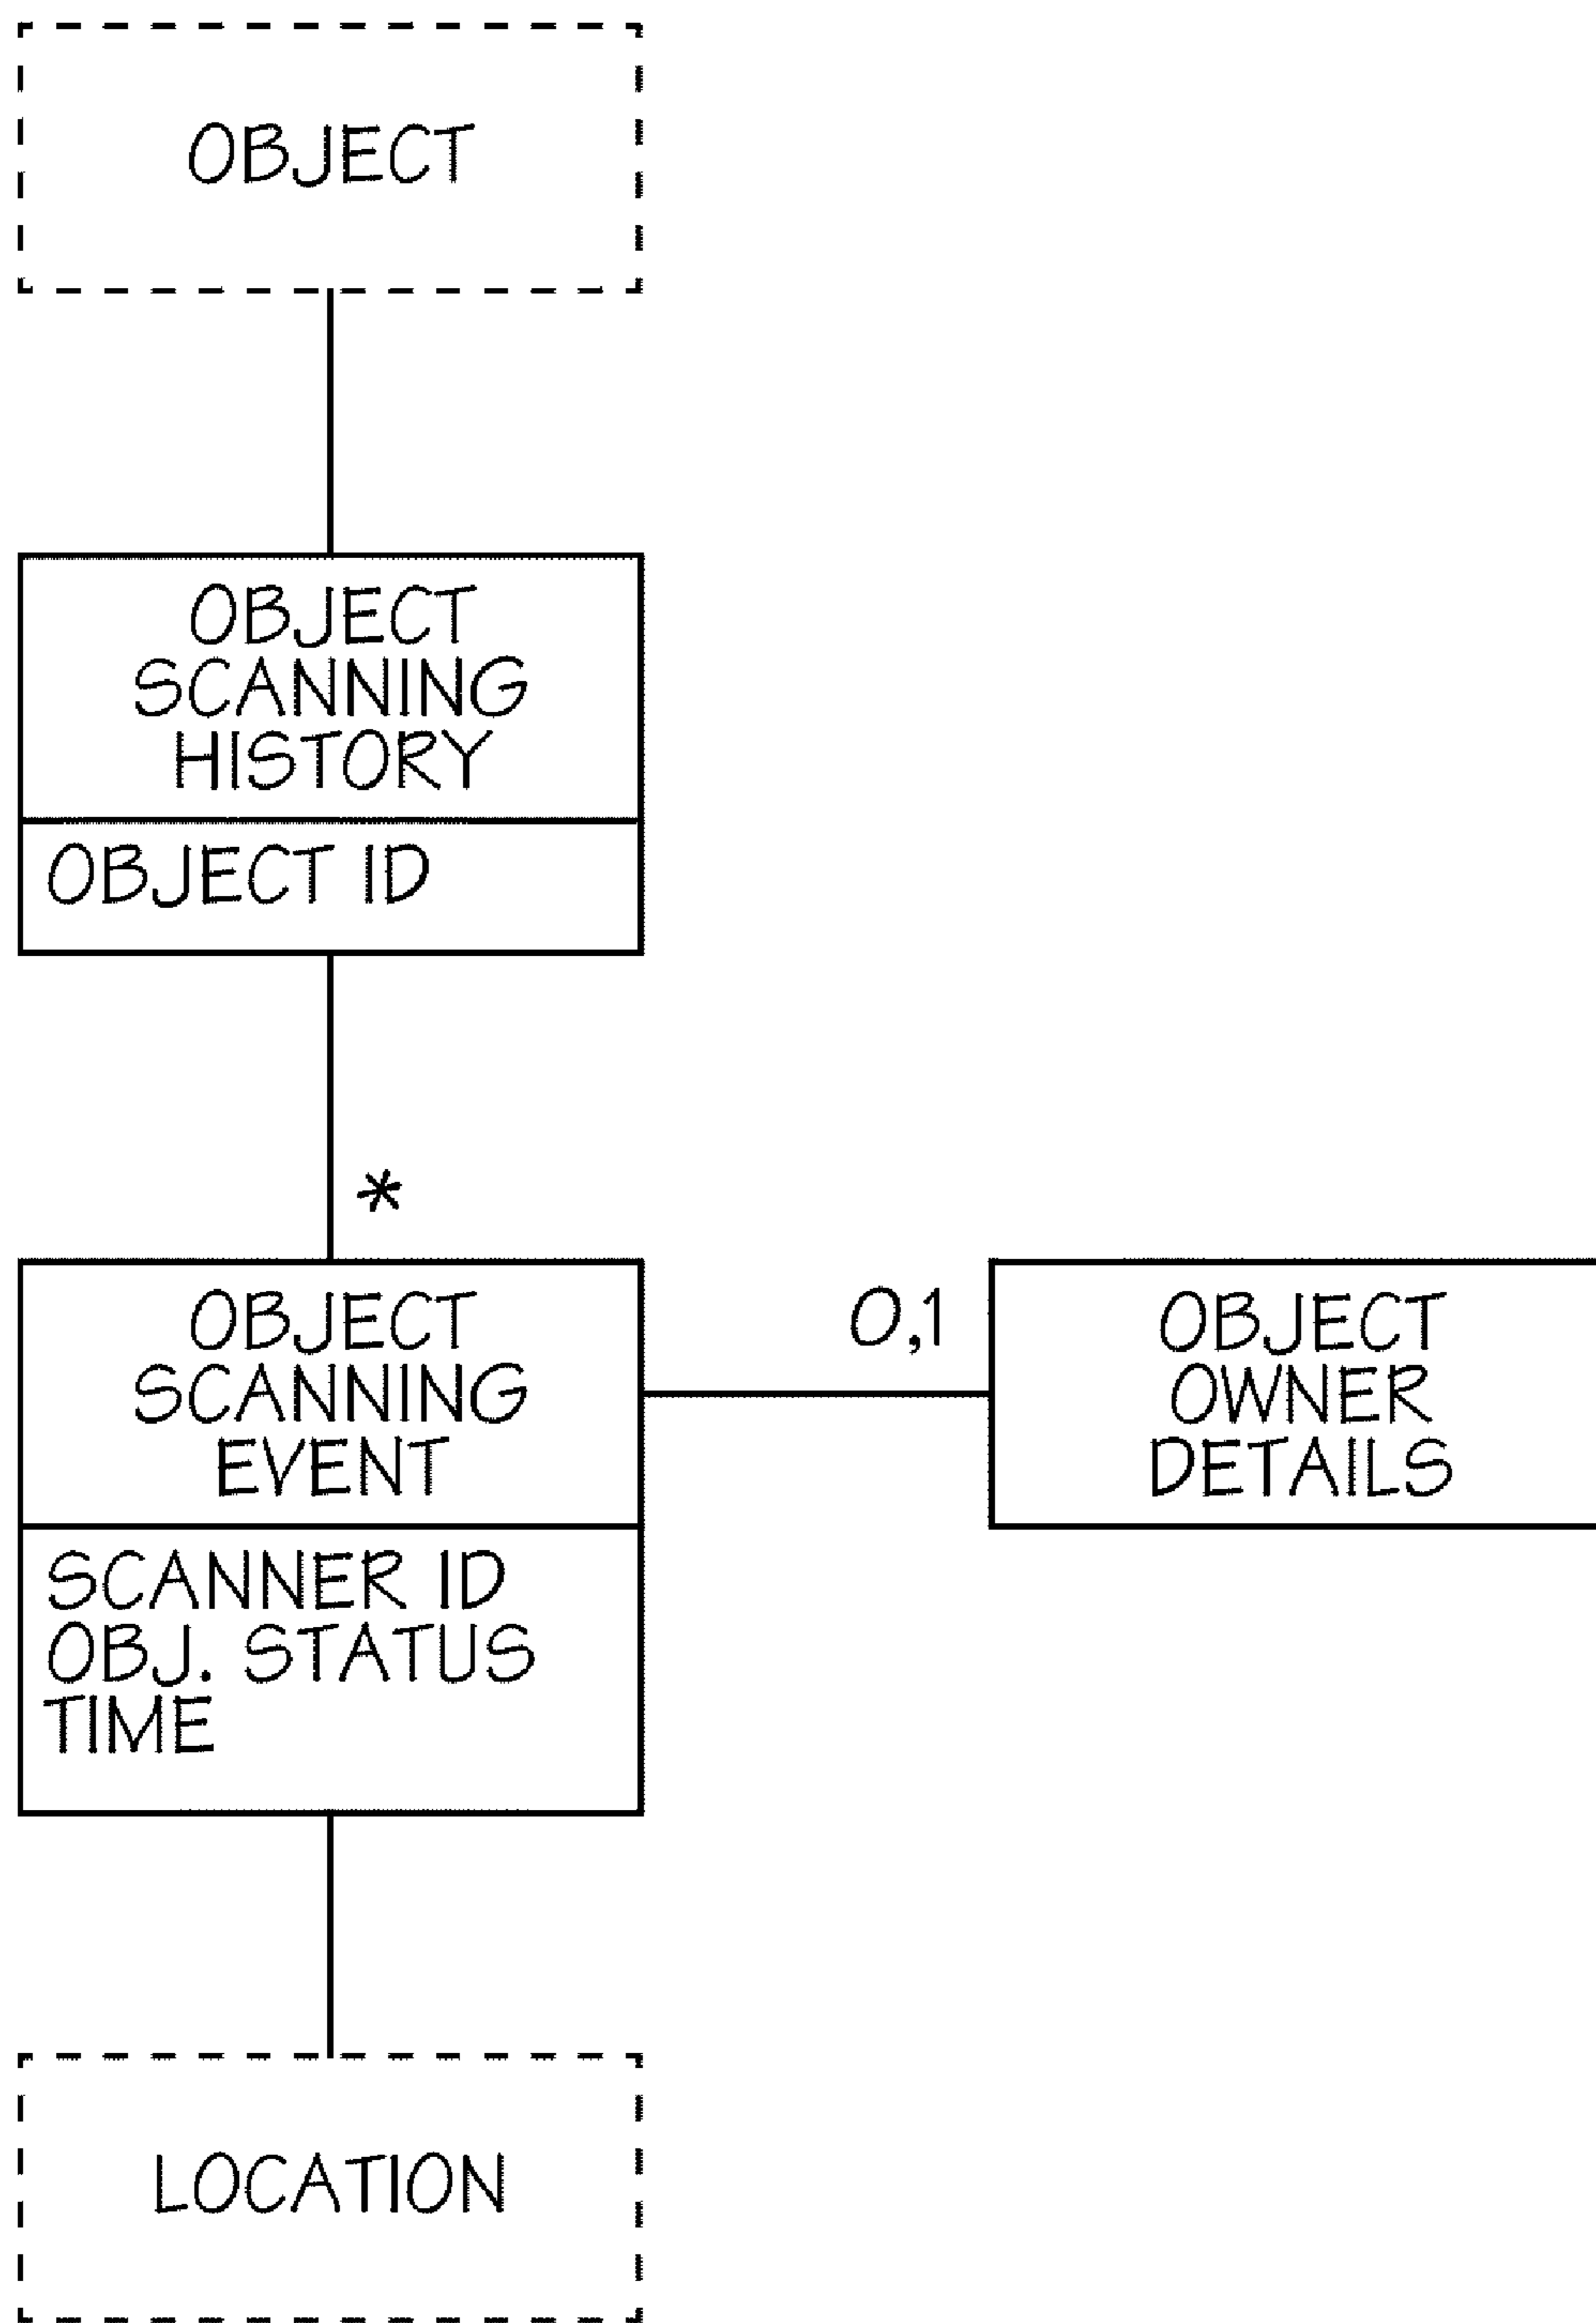 OBJECT
OBJECT
SCANNING
HISTORY
OBJECT ID
*
OBJECT
SCANNING
EVENT
SCANNER ID
OBJ. STATUS
TIME
0,1
OBJECT
OWNER
DETAILS
LOCATION